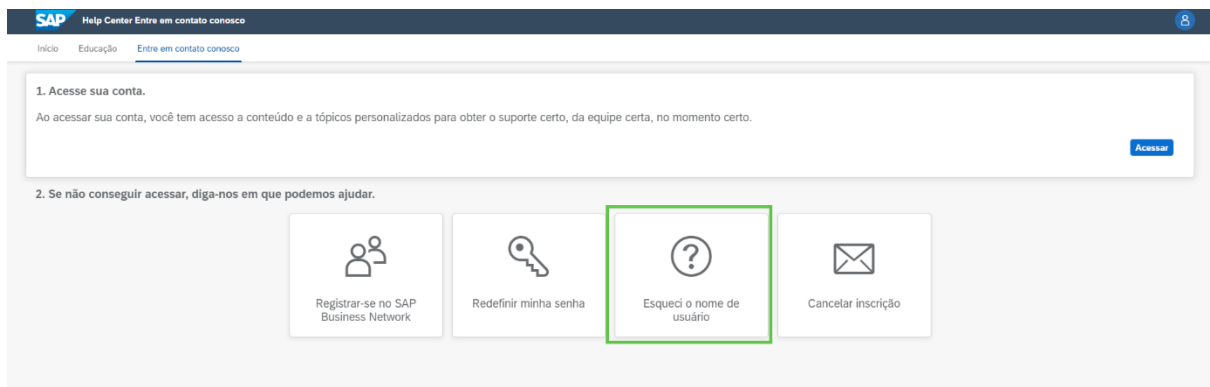 SAP Help Center Entre em contato conosco
Início Educação Entre em contato conosco
1. Acesse sua conta.
Ao acessar sua conta, você tem acesso a conteúdo e a tópicos personalizados para obter o suporte certo, da equipe certa, no momento certo.
Acessar
2. Se não conseguir acessar, diga-nos em que podemos ajudar.
Registrar-se no SAP
Business Network
Redefinir minha senha
Esqueci o nome de
usuário
Cancelar inscrição